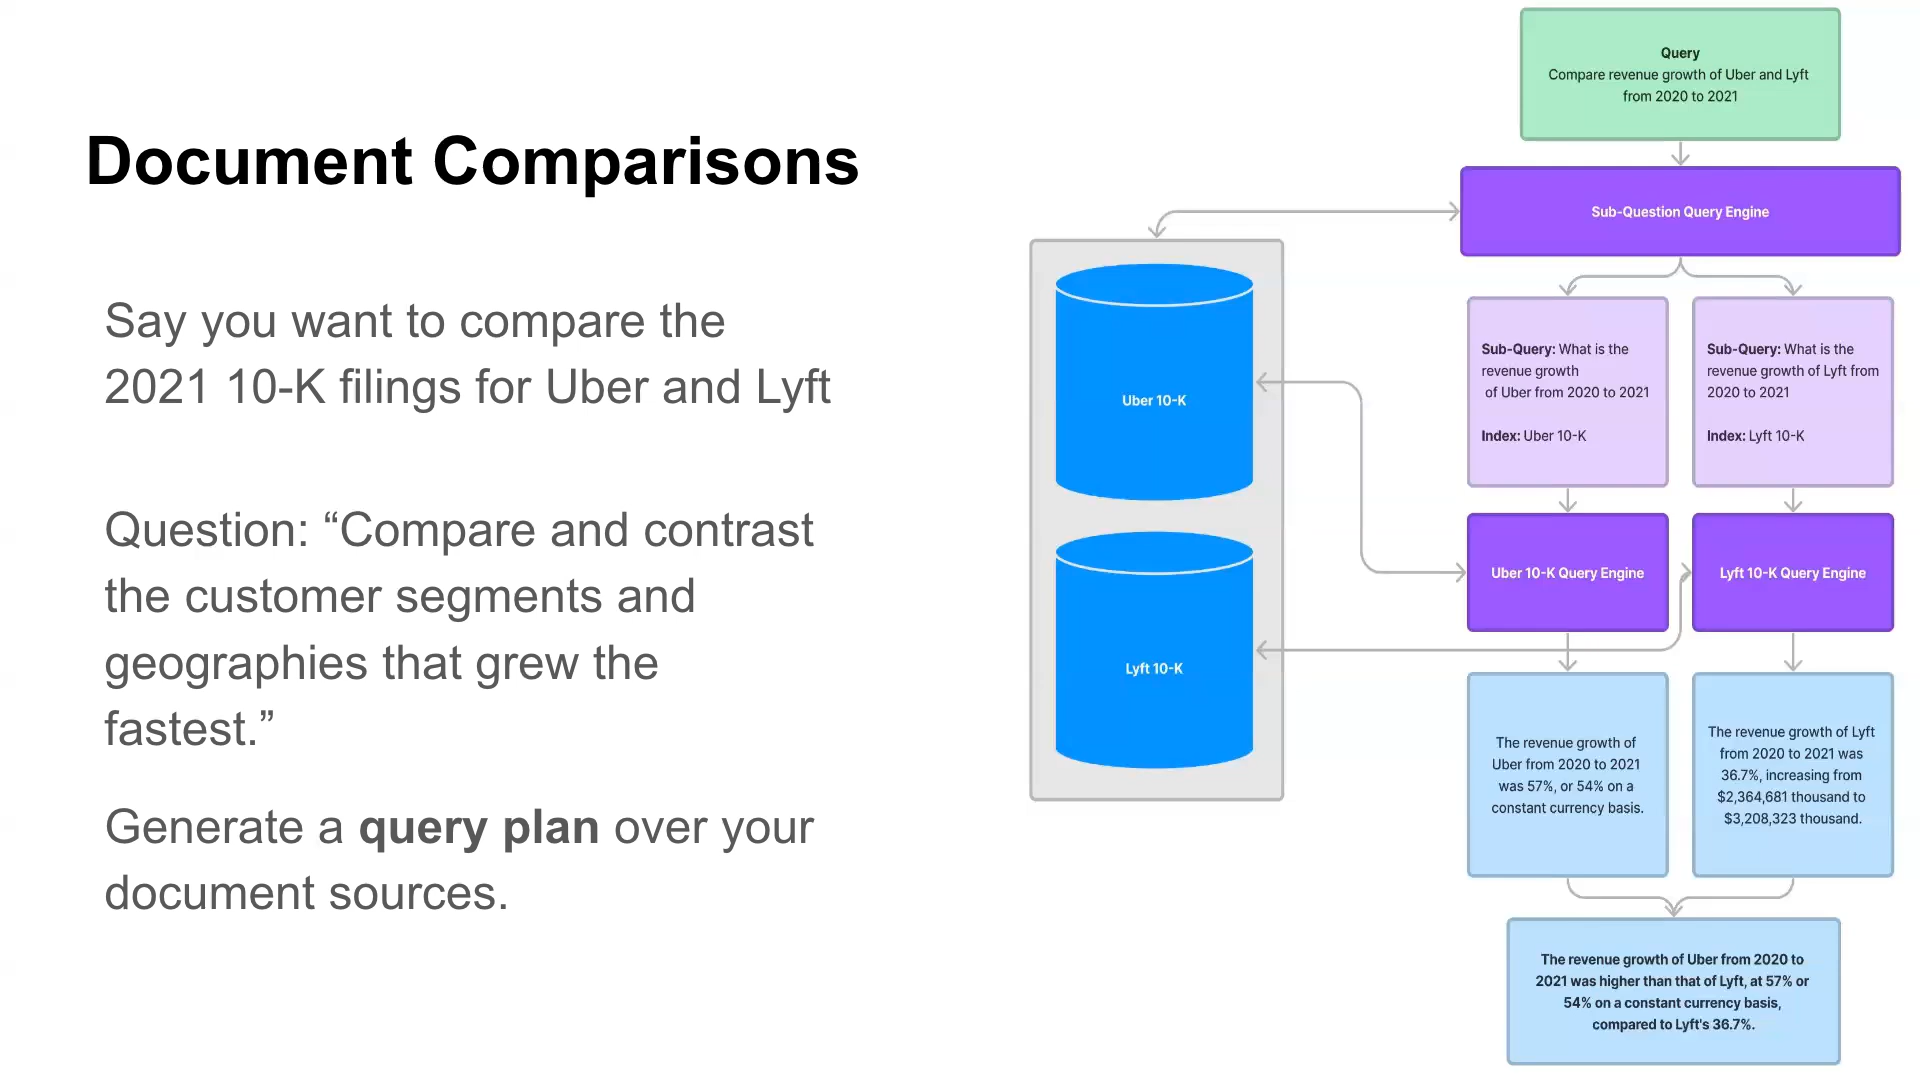 Document Comparisons
Say you want to compare the
2021 10-K filings for Uber and Lyft
Question: “Compare and contrast
the customer segments and
geographies that grew the
fastest.”
Generate a query plan over your
document sources.
Query
Compare revenue growth of Uber and Lyft
from 2020 to 2021
Sub-Question Query Engine
Uber 10-K
Lyft 10-K
Sub-Query: What is the
revenue growth
of Uber from 2020 to 2021
Index: Uber 10-K
Sub-Query: What is the
revenue growth of Lyft from
2020 to 2021
Index: Lyft 10-K
Uber 10-K Query Engine
Lyft 10-K Query Engine
The revenue growth of
Uber from 2020 to 2021
was 57%, or 54% on a
constant currency basis.
The revenue growth of Lyft
from 2020 to 2021 was
36.7%, increasing from
$2,364,681 thousand to
$3,208,323 thousand.
The revenue growth of Uber from 2020 to
2021 was higher than that of Lyft, at 57% or
54% on a constant currency basis,
compared to Lyft's 36.7%.